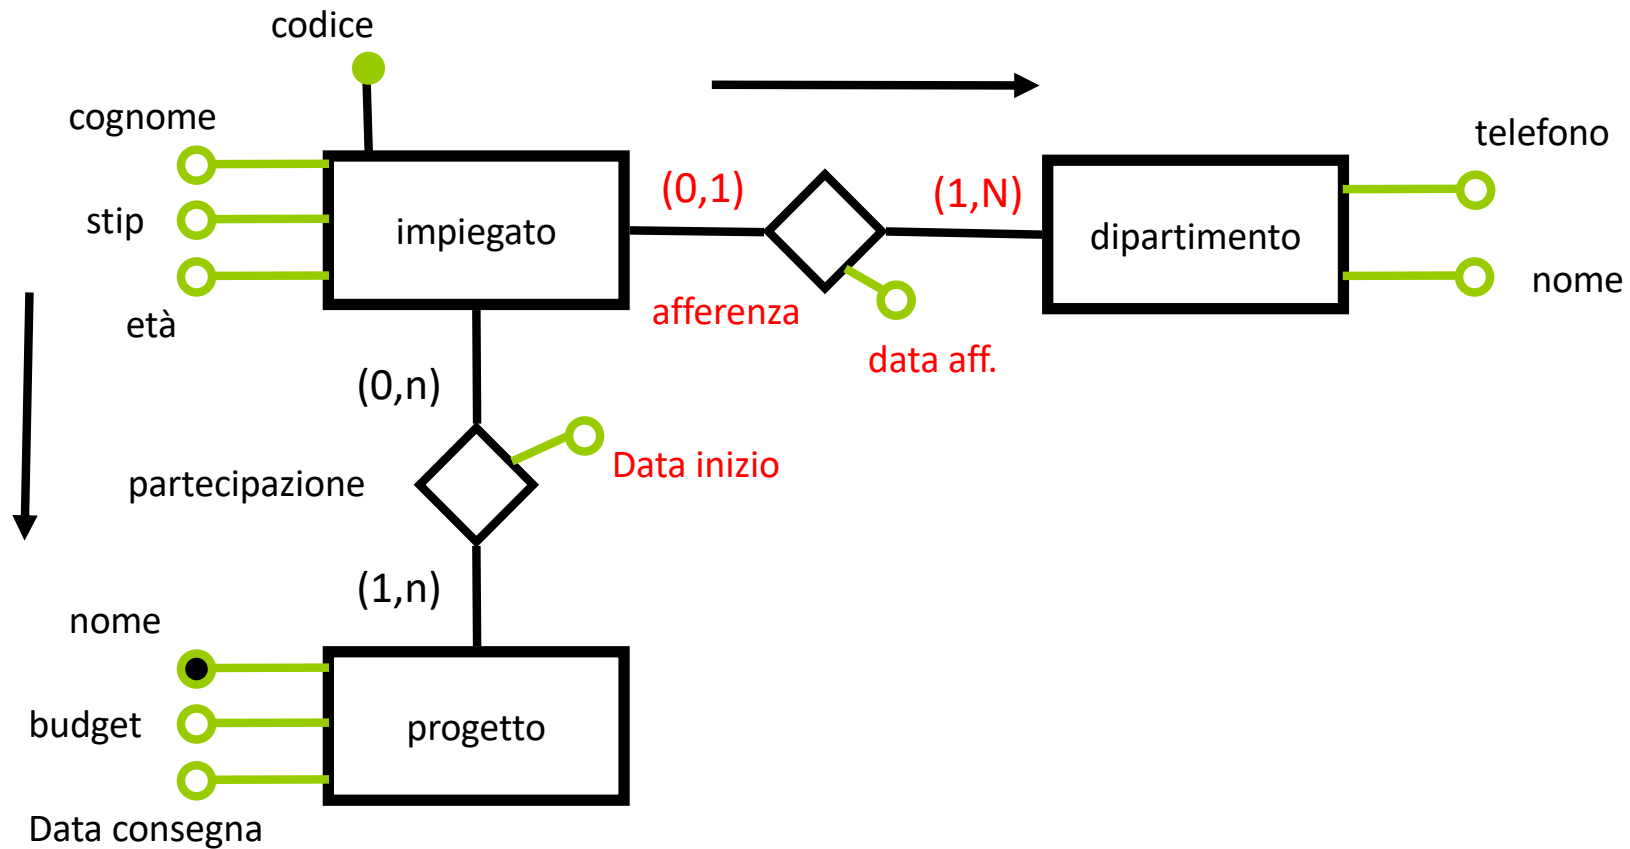 codice
cognome
telefono
(0,1)
(1,N)
stip
impiegato
dipartimento
nome
afferenza
età
data aff.
(0,n)
Data inizio
partecipazione
(1,n)
nome
budget
progetto
Data consegna